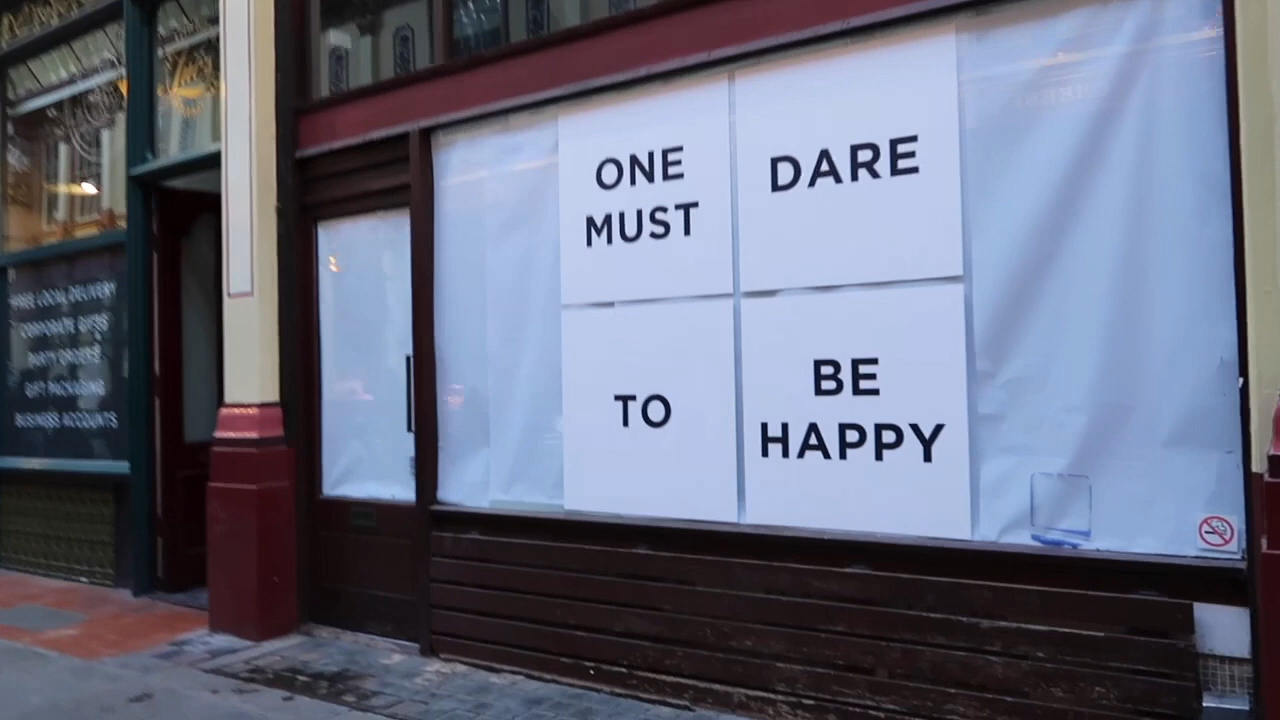 ONE
MUST
DARE
TO
BE
HAPPY
FREE LOCAL DELIVERY
CORPORATE GIFTS
PARTY ORDERS
GIFT PACKAGING
BUSINESS ACCOUNTS